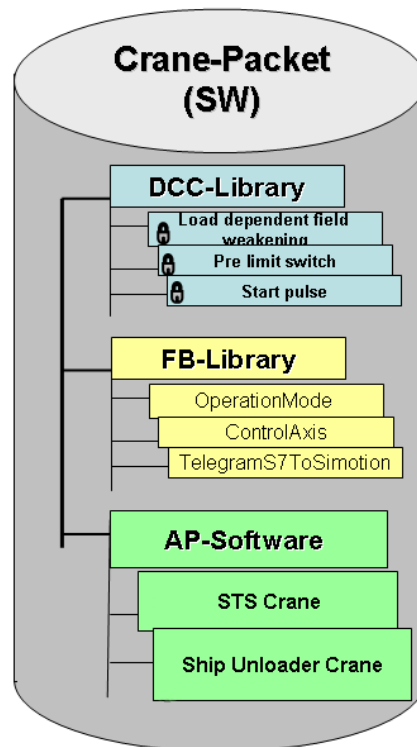 Crane-Packet
(SW)
DCC-Library
Load dependent field
weakening
Pre limit switch
Start pulse
FB-Library
OperationMode
ControlAxis
TelegramS7ToSimotion
AP-Software
STS Crane
Ship Unloader Crane